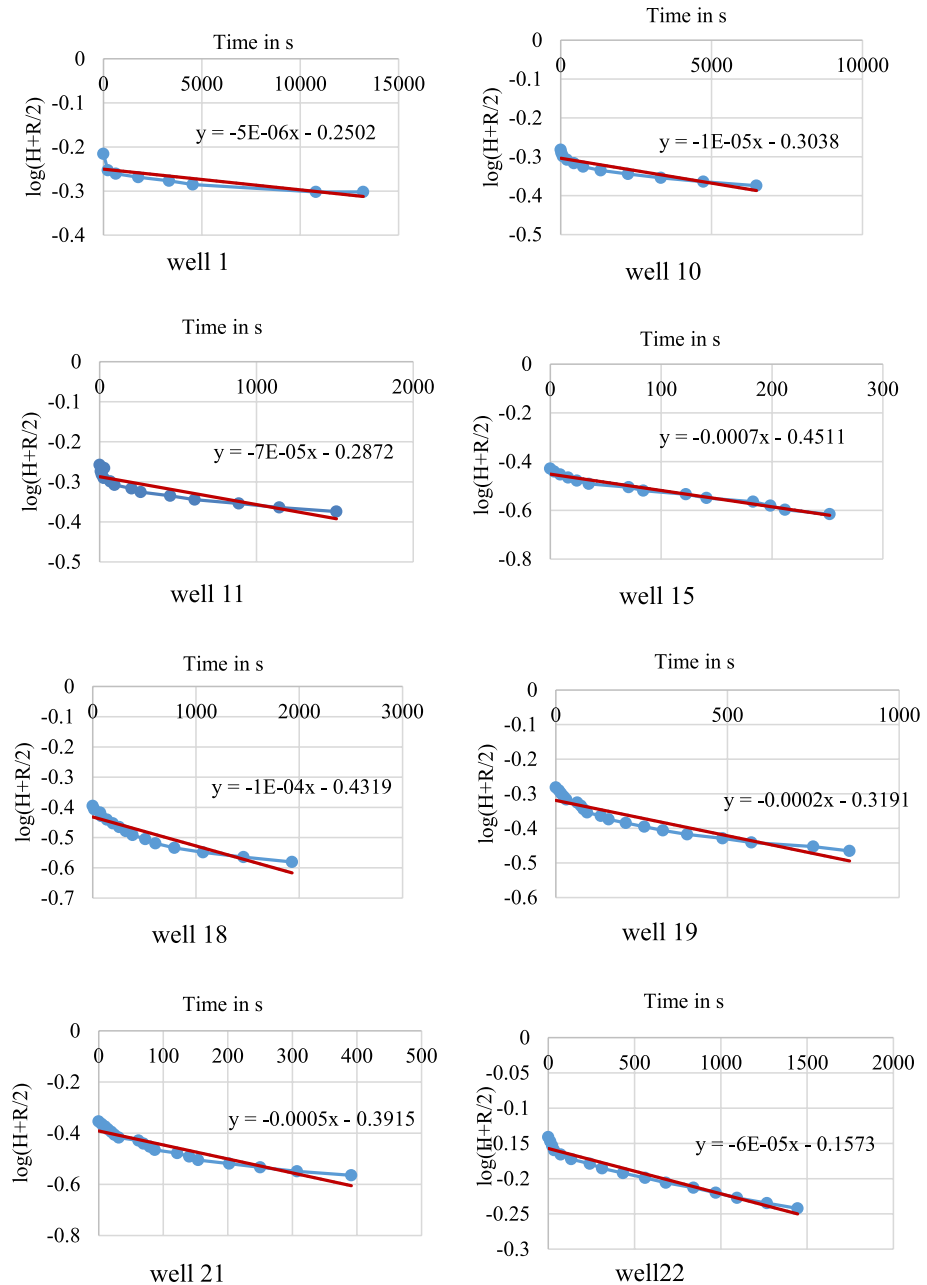 Time in s
0
5000
10000
15000
0
-0.1
-0.2
-0.3
-0.4
log(H+R/2)
y = -5E-06x - 0.2502
well 1
Time in s
0
5000
10000
0
-0.1
-0.2
-0.3
-0.4
-0.5
log(H+R/2)
y = -1E-05x - 0.3038
well 10
Time in s
0
1000
2000
0
-0.1
-0.2
-0.3
-0.4
-0.5
log(H+R/2)
y = -7E-05x - 0.2872
well 11
Time in s
0
100
200
300
0
-0.2
-0.4
-0.6
-0.8
log(H+R/2)
y = -0.0007x - 0.4511
well 15
Time in s
0
1000
2000
3000
0
-0.1
-0.2
-0.3
-0.4
-0.5
-0.6
-0.7
log(H+R/2)
y = -1E-04x - 0.4319
well 18
Time in s
0
500
1000
0
-0.1
-0.2
-0.3
-0.4
-0.5
-0.6
log(H+R/2)
y = -0.0002x - 0.3191
well 19
Time in s
0
100
200
300
400
500
0
-0.2
-0.4
-0.6
-0.8
log(H+R/2)
y = -0.0005x - 0.3915
well 21
Time in s
0
500
1000
1500
2000
0
-0.05
-0.1
-0.15
-0.2
-0.25
-0.3
log(H+R/2)
y = -6E-05x - 0.1573
well22